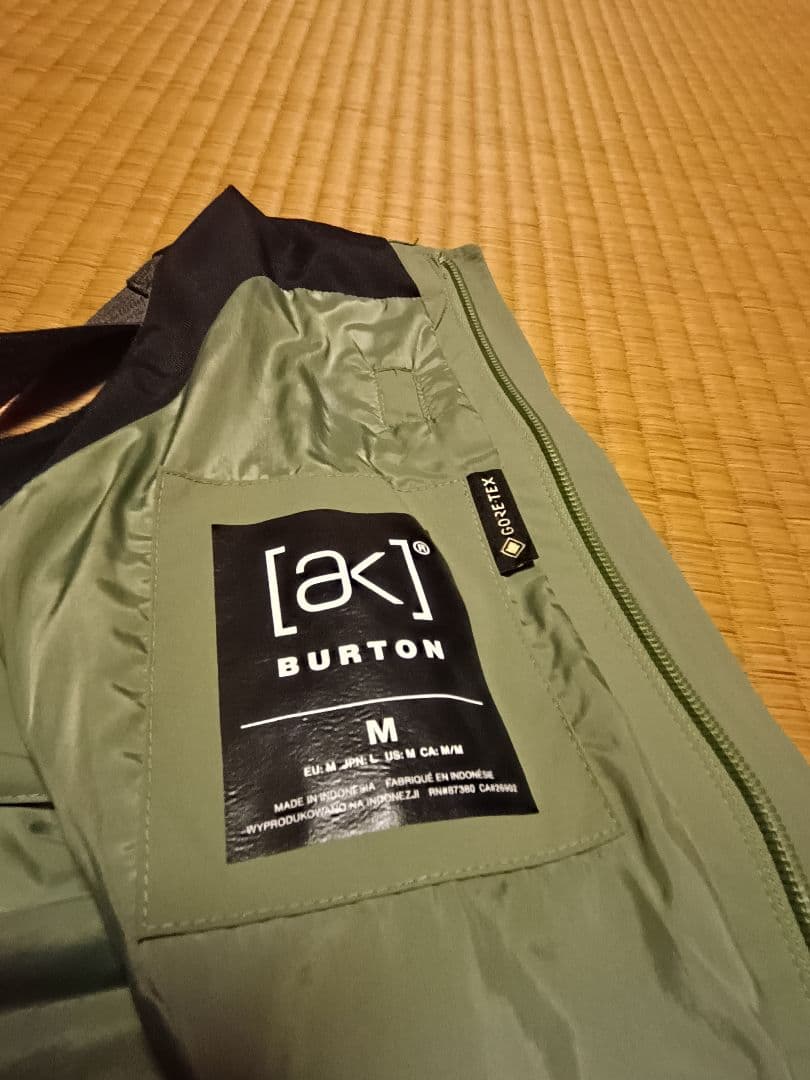 [ak]®
BURTON
M
EU: M JPN: L US: M CA: M/M
MADE IN INDONESIA FABRIQUÉ EN INDONÉSIE
WYPRODUKOWANO NA INDONEZJI RN#87380 CA#26902
GORE-TEX